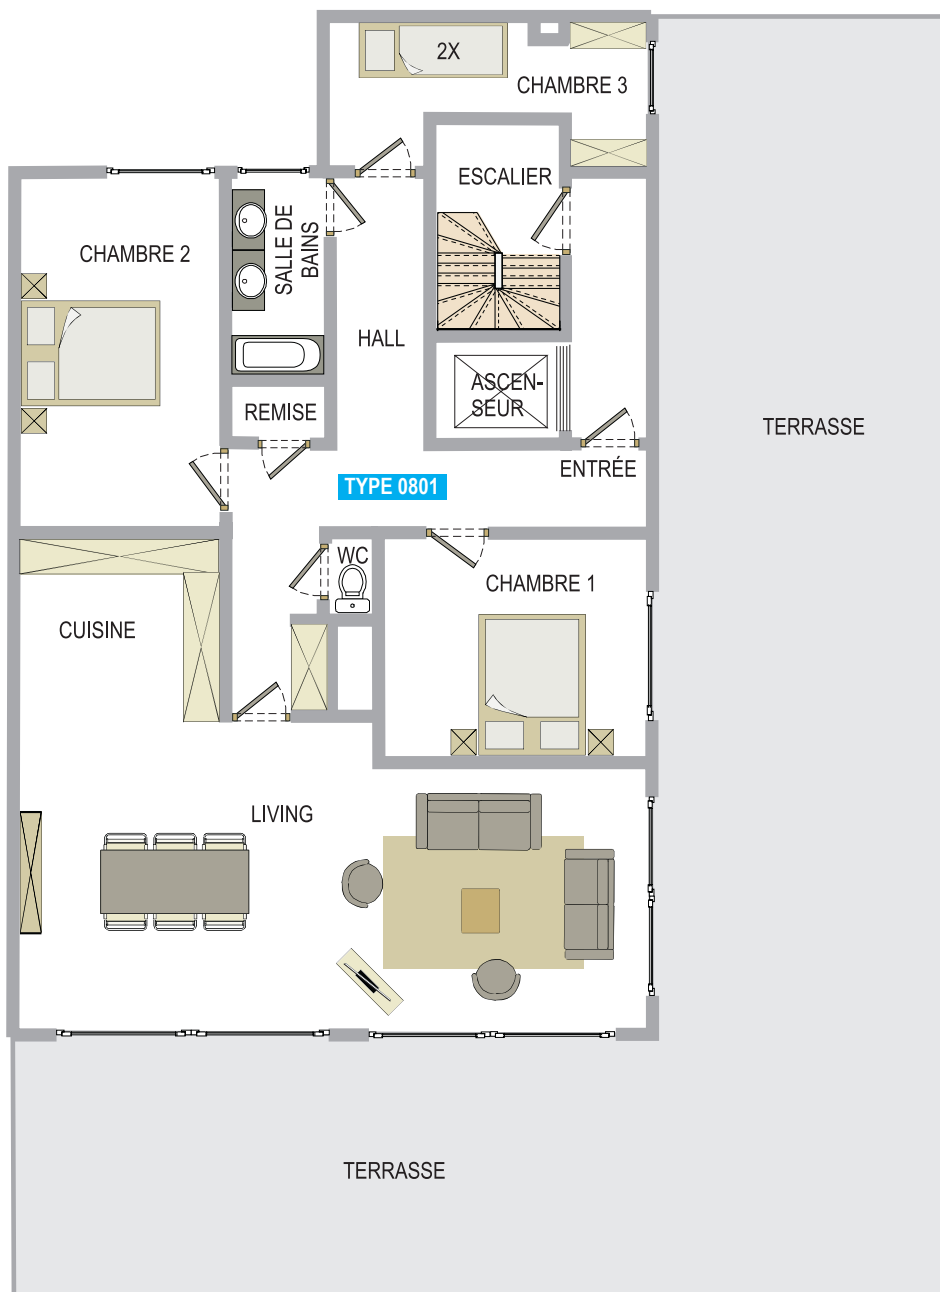 2X
CHAMBRE 3
ESCALIER
SALLE DE
BAINS
CHAMBRE 2
HALL
ASCEN-
SEUR
REMISE
TERRASSE
ENTRÉE
TYPE 0801
WC
CHAMBRE 1
CUISINE
LIVING
TERRASSE